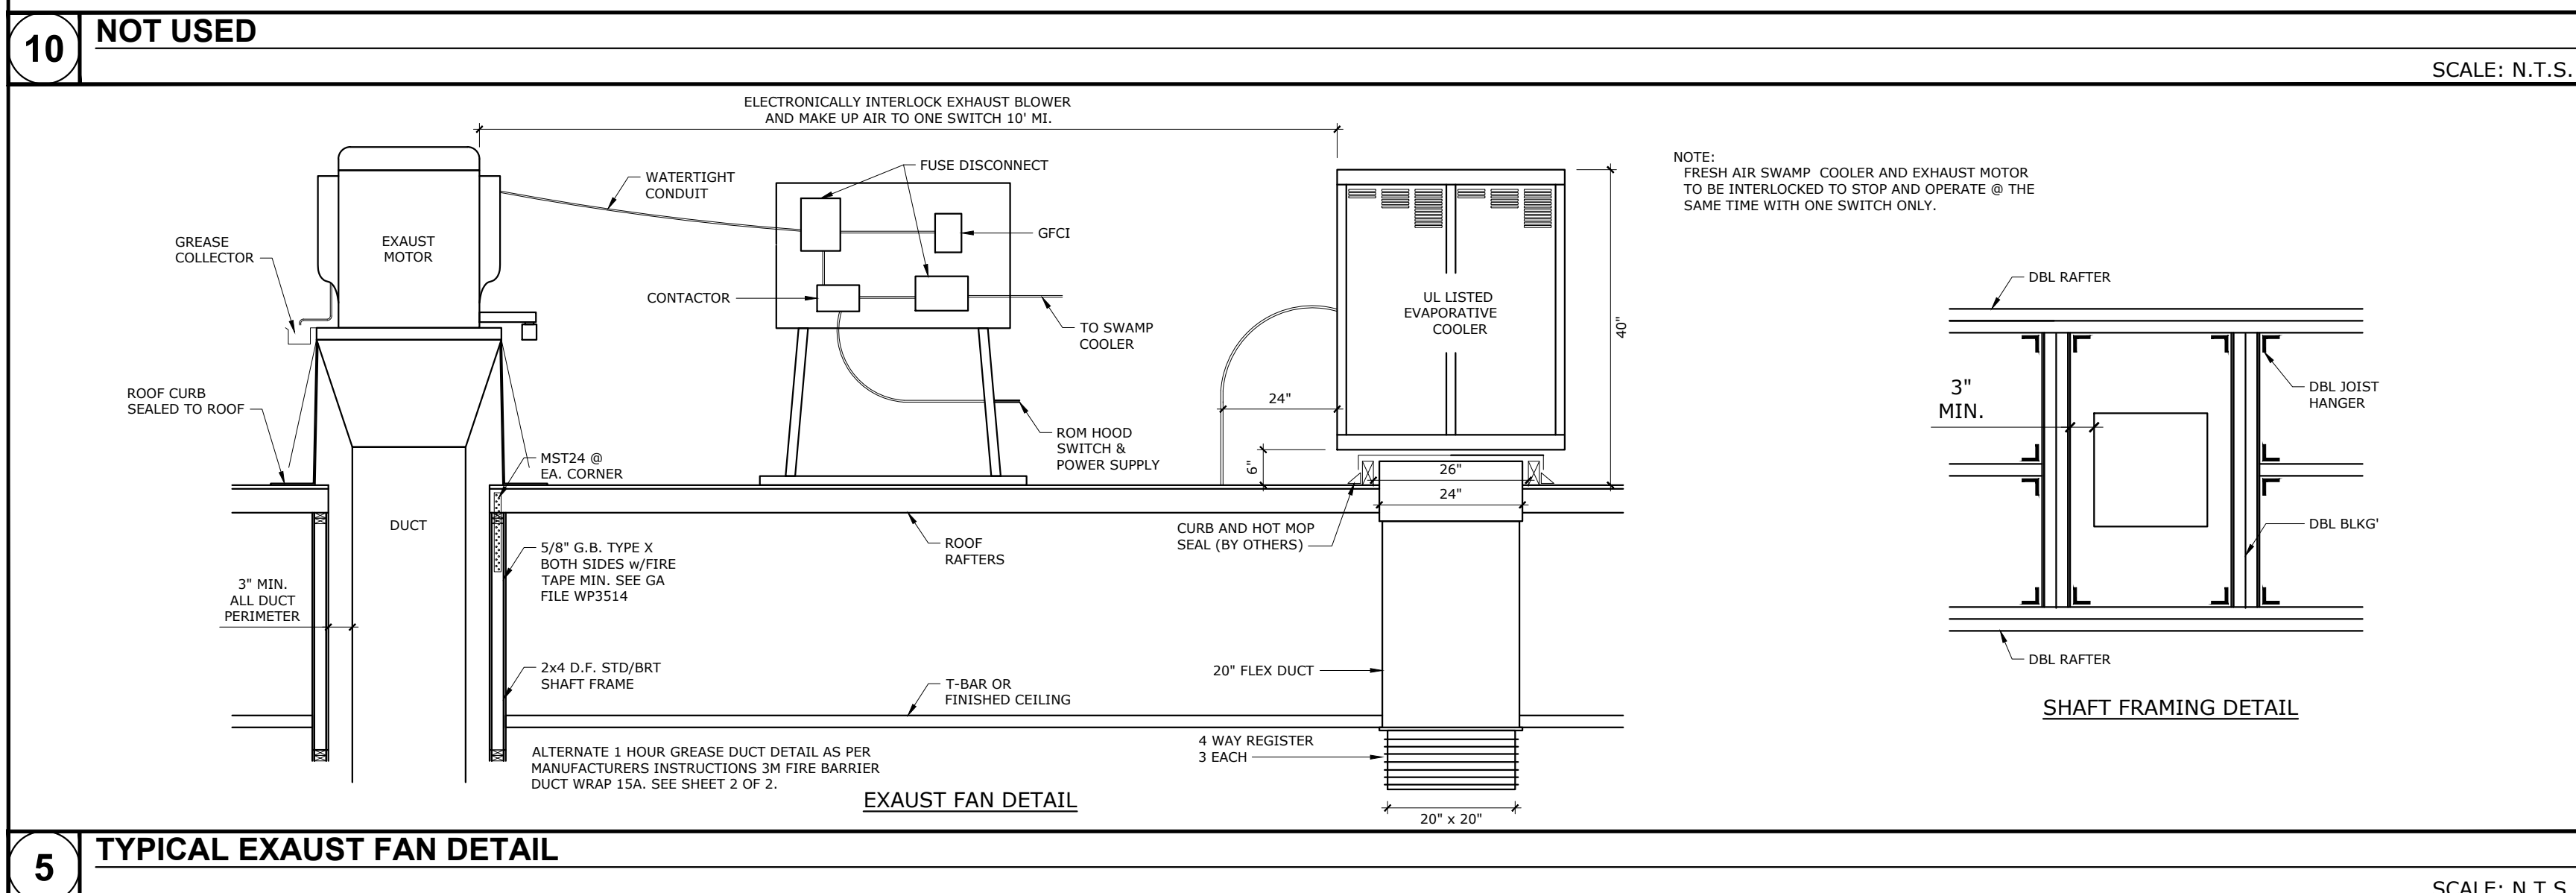 10
NOT USED
SCALE: N.T.S.
ELECTRONICALLY INTERLOCK EXHAUST BLOWER
AND MAKE UP AIR TO ONE SWITCH 10' MI.
NOTE:
FRESH AIR SWAMP COOLER AND EXHAUST MOTOR
TO BE INTERLOCKED TO STOP AND OPERATE @ THE
SAME TIME WITH ONE SWITCH ONLY.
WATERTIGHT
CONDUIT
FUSE DISCONNECT
GREASE
COLLECTOR
EXAUST
MOTOR
GFCI
CONTACTOR
TO SWAMP
COOLER
UL LISTED
EVAPORATIVE
COOLER
40"
24"
6"
26"
24"
ROOF CURB
SEALED TO ROOF
MST24 @
EA. CORNER
ROM HOOD
SWITCH &
POWER SUPPLY
DUCT
5/8" G.B. TYPE X
BOTH SIDES w/FIRE
TAPE MIN. SEE GA
FILE WP3514
ROOF
RAFTERS
CURB AND HOT MOP
SEAL (BY OTHERS)
3" MIN.
ALL DUCT
PERIMETER
2x4 D.F. STD/BRT
SHAFT FRAME
T-BAR OR
FINISHED CEILING
20" FLEX DUCT
4 WAY REGISTER
3 EACH
20" x 20"
ALTERNATE 1 HOUR GREASE DUCT DETAIL AS PER
MANUFACTURERS INSTRUCTIONS 3M FIRE BARRIER
DUCT WRAP 15A. SEE SHEET 2 OF 2.
EXAUST FAN DETAIL
DBL RAFTER
3"
MIN.
DBL JOIST
HANGER
DBL BLKG'
DBL RAFTER
SHAFT FRAMING DETAIL
5
TYPICAL EXAUST FAN DETAIL
SCALE: N.T.S.